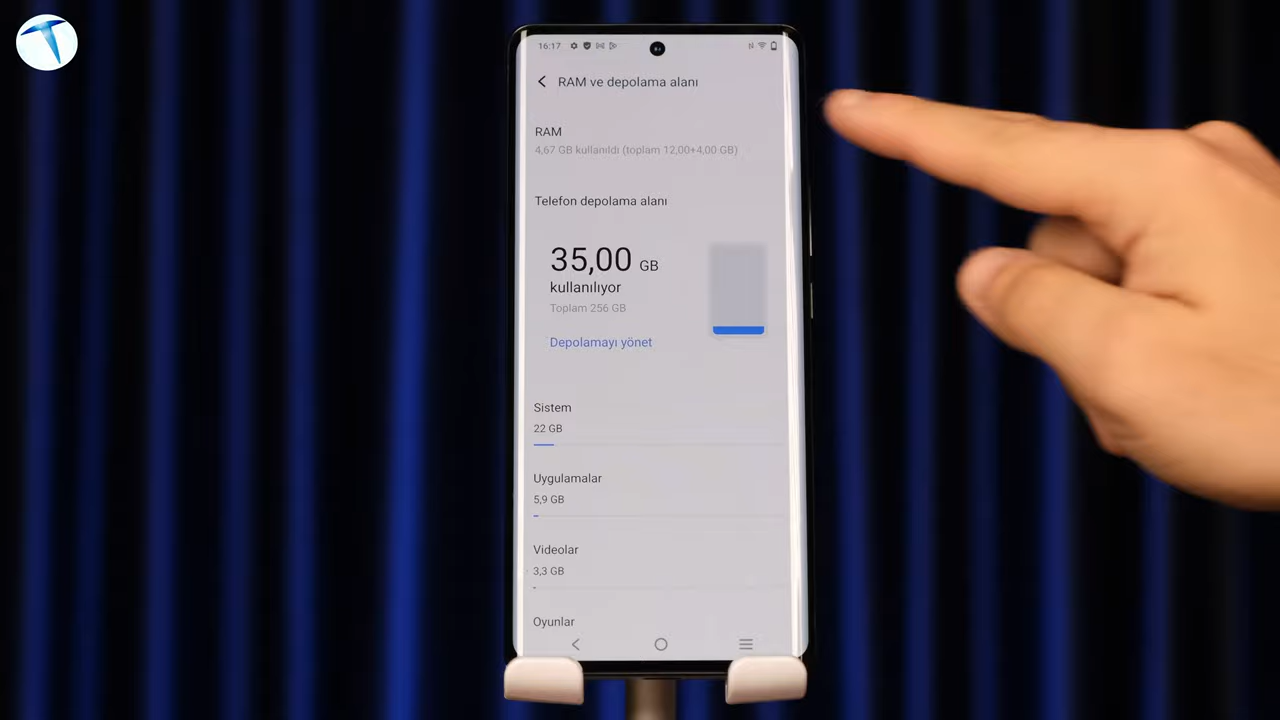 16:17
RAM ve depolama alanı
RAM
4,67 GB kullanıldı (toplam 12,00+4,00 GB)
Telefon depolama alanı
35,00 GB
kullanılıyor
Toplam 256 GB
Depolamayı yönet
Sistem
22 GB
Uygulamalar
5,9 GB
Videolar
3,3 GB
Oyunlar